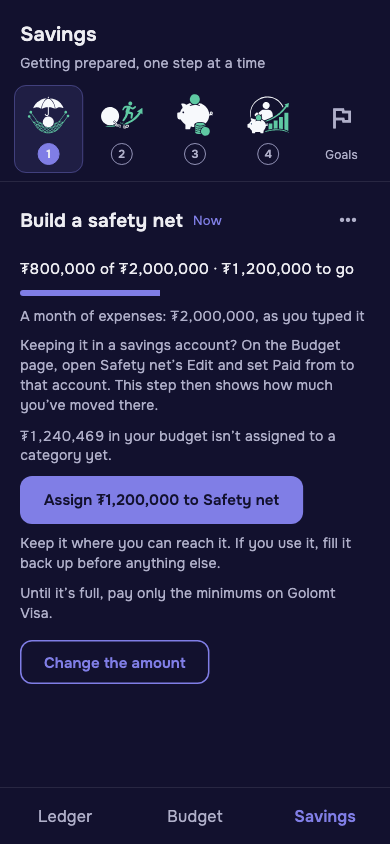 Savings
Getting prepared, one step at a time
1
2
3
4
Goals
Build a safety net Now
₮800,000 of ₮2,000,000 · ₮1,200,000 to go
A month of expenses: ₮2,000,000, as you typed it
Keeping it in a savings account? On the Budget
page, open Safety net’s Edit and set Paid from to
that account. This step then shows how much
you’ve moved there.
₮1,240,469 in your budget isn’t assigned to a
category yet.
Assign ₮1,200,000 to Safety net
Keep it where you can reach it. If you use it, fill it
back up before anything else.
Until it’s full, pay only the minimums on Golomt
Visa.
Change the amount
Ledger
Budget
Savings